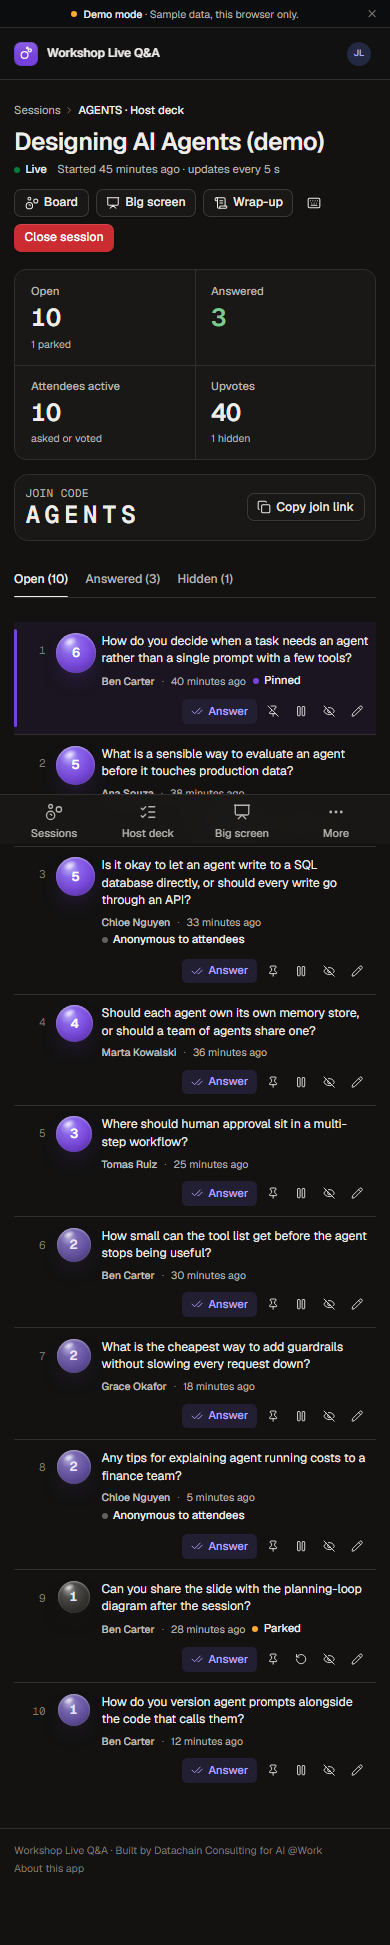 Demo mode · Sample data, this browser only.
Workshop Live Q&A
JL
Sessions > AGENTS · Host deck
Designing AI Agents (demo)
Live Started 45 minutes ago · updates every 5 s
Board Big screen Wrap-up
Close session
Open Answered
10 3
1 parked
Attendees active Upvotes
10 40
asked or voted 1 hidden
JOIN CODE
AGENTS
Copy join link
Open (10) Answered (3) Hidden (1)
1 6 How do you decide when a task needs an agent
rather than a single prompt with a few tools?
Ben Carter · 40 minutes ago Pinned
Answer
2 5 What is a sensible way to evaluate an agent
before it touches production data?
Ana Souza · 38 minutes ago
Sessions Host deck Big screen More
3 5 Is it okay to let an agent write to a SQL
database directly, or should every write go
through an API?
Chloe Nguyen · 33 minutes ago
Anonymous to attendees
Answer
4 4 Should each agent own its own memory store,
or should a team of agents share one?
Marta Kowalski · 36 minutes ago
Answer
5 3 Where should human approval sit in a multi-
step workflow?
Tomas Ruiz · 25 minutes ago
Answer
6 2 How small can the tool list get before the agent
stops being useful?
Ben Carter · 30 minutes ago
Answer
7 2 What is the cheapest way to add guardrails
without slowing every request down?
Grace Okafor · 18 minutes ago
Answer
8 2 Any tips for explaining agent running costs to a
finance team?
Chloe Nguyen · 5 minutes ago
Anonymous to attendees
Answer
9 1 Can you share the slide with the planning-loop
diagram after the session?
Ben Carter · 28 minutes ago Parked
Answer
10 1 How do you version agent prompts alongside
the code that calls them?
Ben Carter · 12 minutes ago
Answer
Workshop Live Q&A · Built by Datachain Consulting for AI @Work
About this app